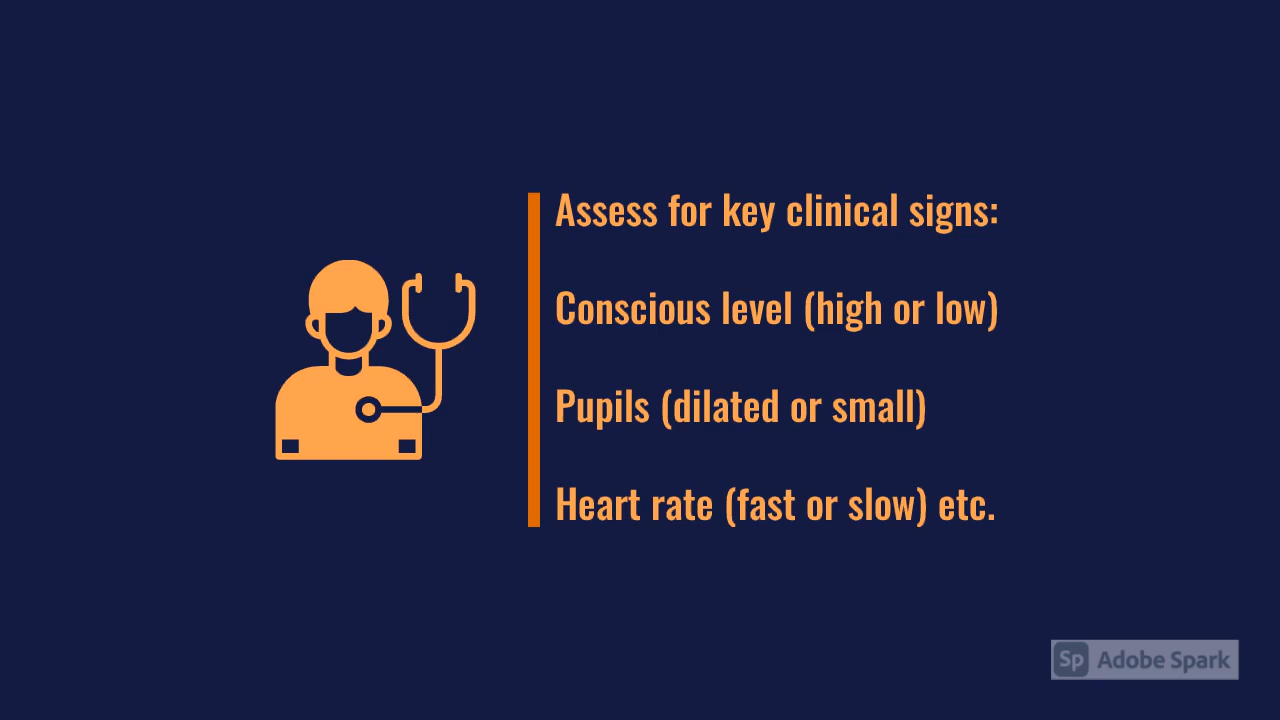 Assess for key clinical signs:
Conscious level (high or low)
Pupils (dilated or small)
Heart rate (fast or slow) etc.
Sp Adobe Spark